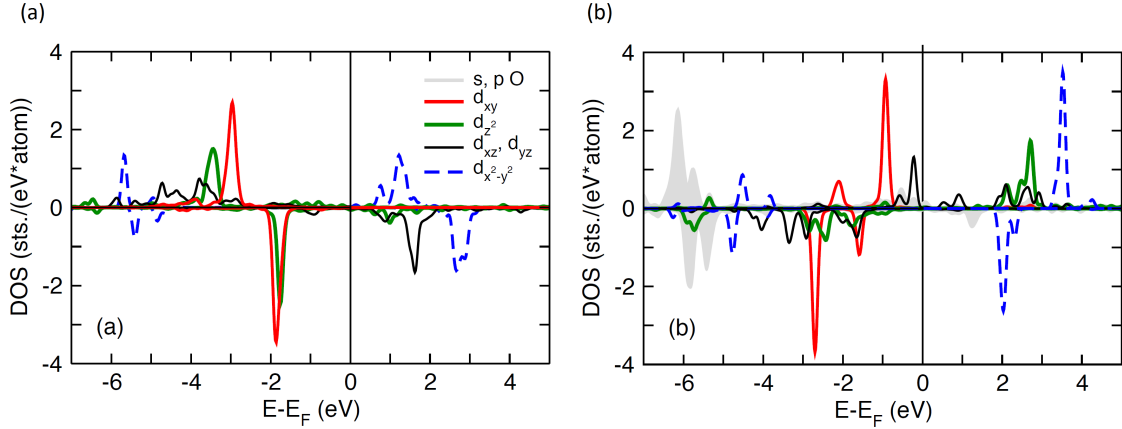 (a)
(b)
4
2
0
-2
-4
DOS (sts./(eV*atom))
-6 -4 -2 0 2 4
E-E_F (eV)
(a)
s, p O
d_xy
d_z²
d_xz, d_yz
d_x²-y²
4
2
0
-2
-4
DOS (sts./(eV*atom))
-6 -4 -2 0 2 4
E-E_F (eV)
(b)